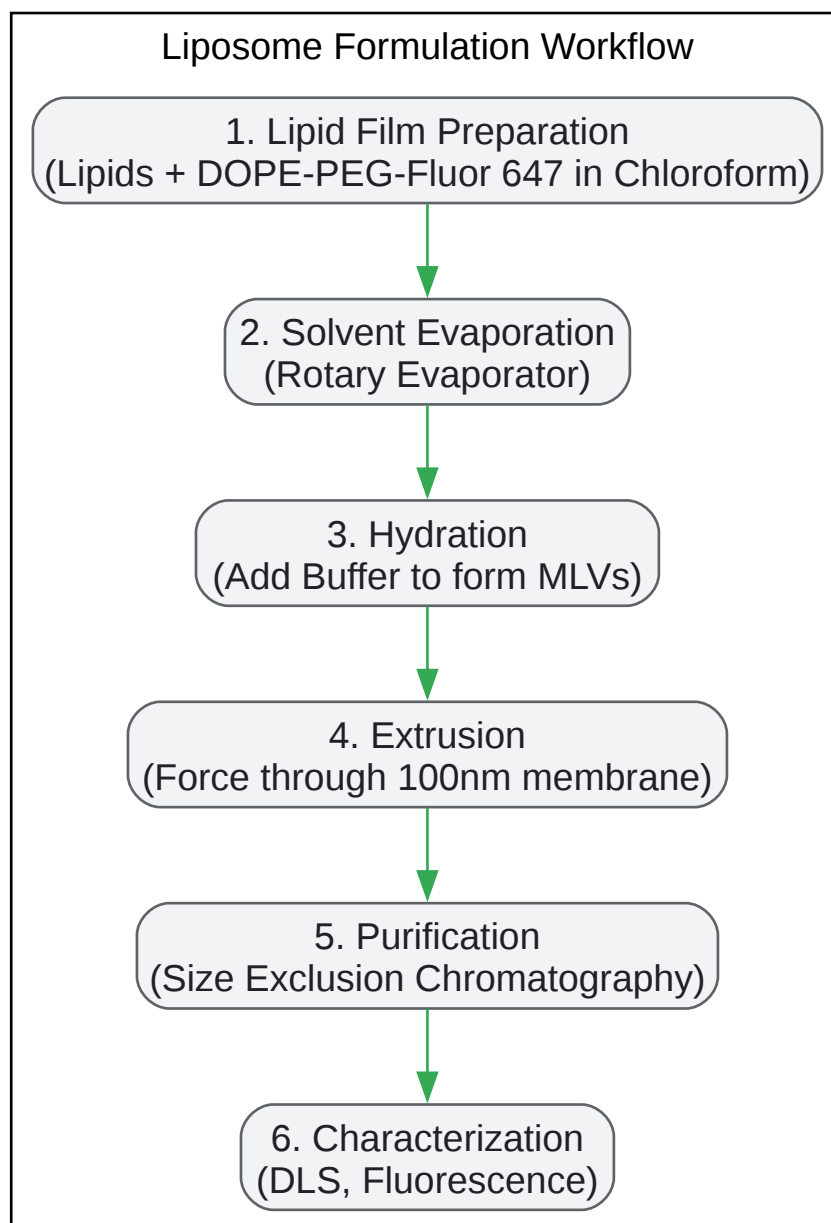 Liposome Formulation Workflow
1. Lipid Film Preparation
(Lipids + DOPE-PEG-Fluor 647 in Chloroform)
2. Solvent Evaporation
(Rotary Evaporator)
3. Hydration
(Add Buffer to form MLVs)
4. Extrusion
(Force through 100nm membrane)
5. Purification
(Size Exclusion Chromatography)
6. Characterization
(DLS, Fluorescence)